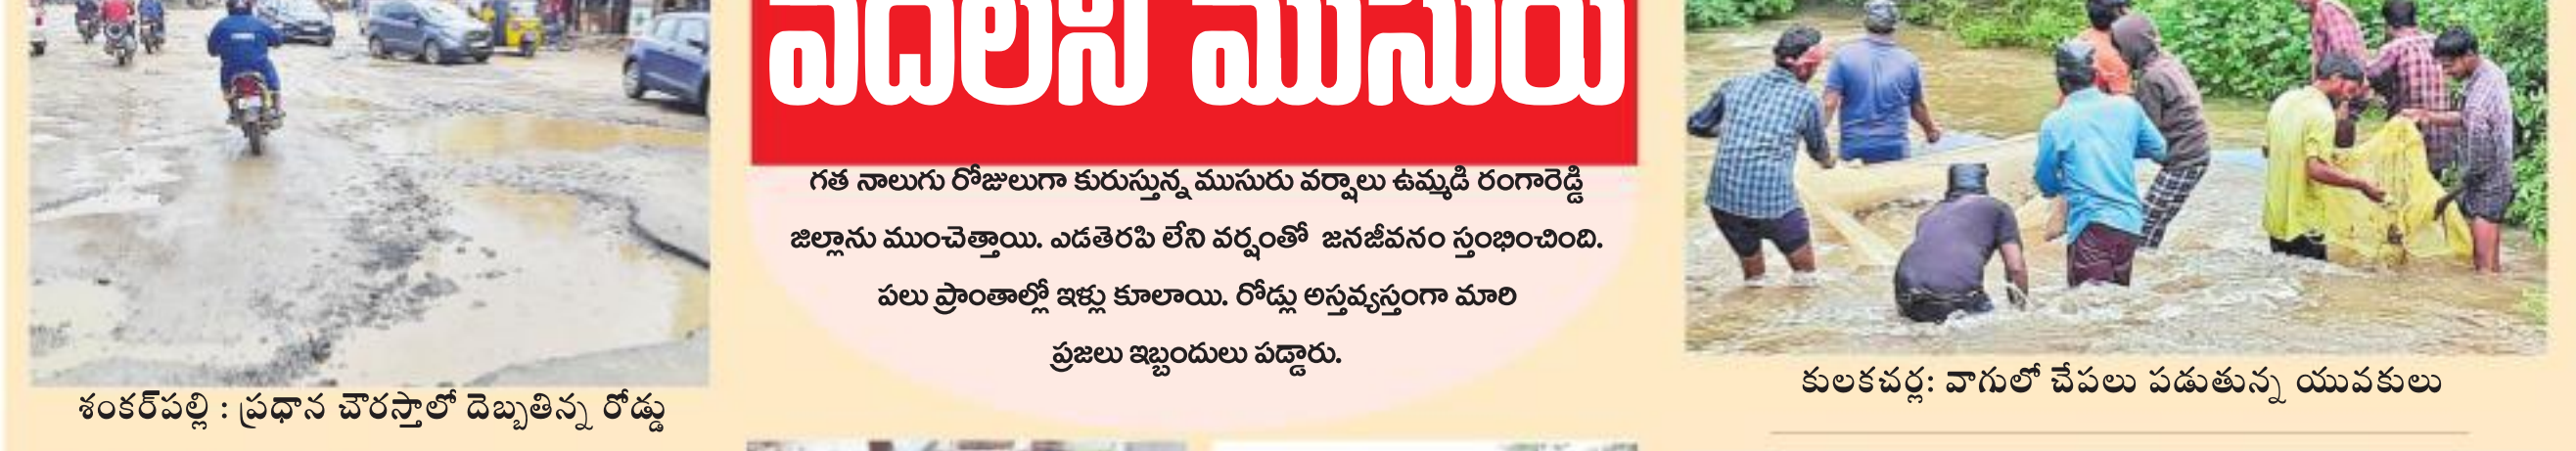 వదలని ముసురు
గత నాలుగు రోజులుగా కురుస్తున్న ముసురు వర్షాలు ఉమ్మడి రంగారెడ్డి
జిల్లాను ముంచెత్తాయి. ఎడతెరపి లేని వర్షంతో జనజీవనం స్తంభించింది.
పలు ప్రాంతాల్లో ఇళ్లు కూలాయి. రోడ్లు అస్తవ్యస్తంగా మారి
ప్రజలు ఇబ్బందులు పడ్డారు.
శంకర్‌పల్లి : ప్రధాన చౌరస్తాలో దెబ్బతిన్న రోడ్డు
కులకచర్ల: వాగులో చేపలు పడుతున్న యువకులు